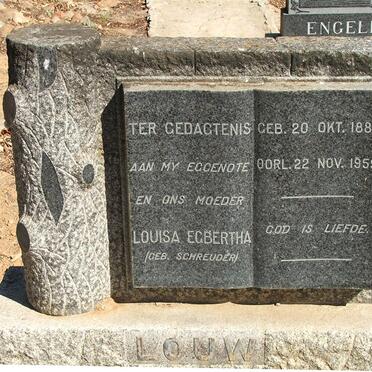 ENGEL
TER GEDAGTENIS
AAN MY EGGENOTE
EN ONS MOEDER
LOUISA EGBERTHA
(GEB. SCHREUDER)
GEB. 20 OKT. 188
OORL. 22 NOV. 195
GOD IS LIEFDE.
LOUW